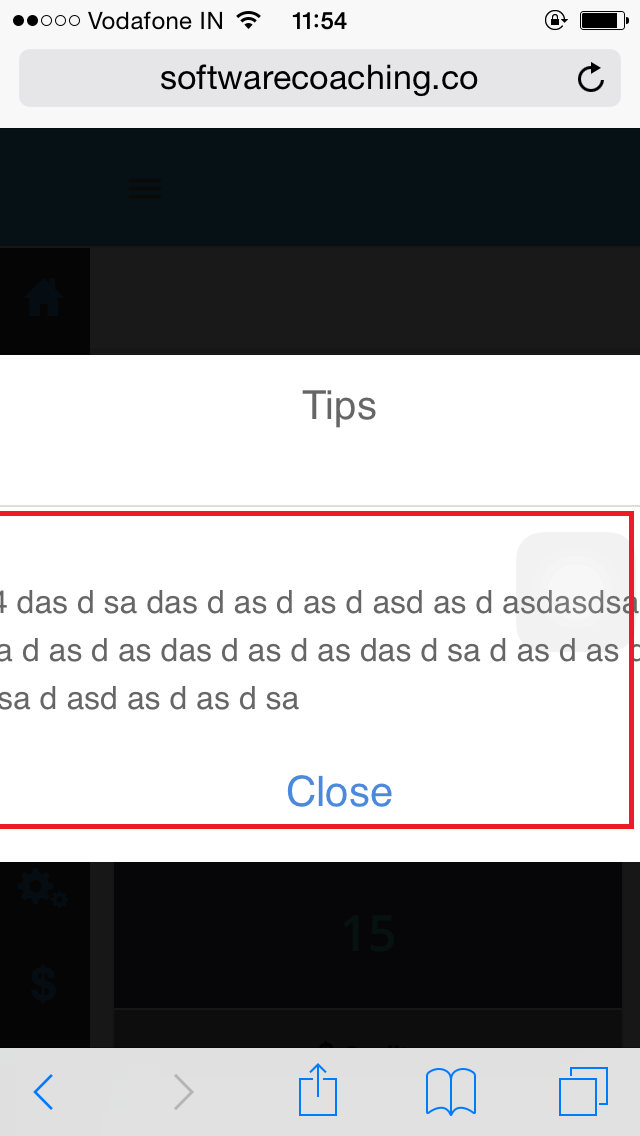 Vodafone IN 11:54
softwarecoaching.co
Tips
4 das d sa das d as d as d asd as d asdasdsa
a d as d as das d as d as das d sa d as d as d
sa d asd as d as d sa
Close
$
15